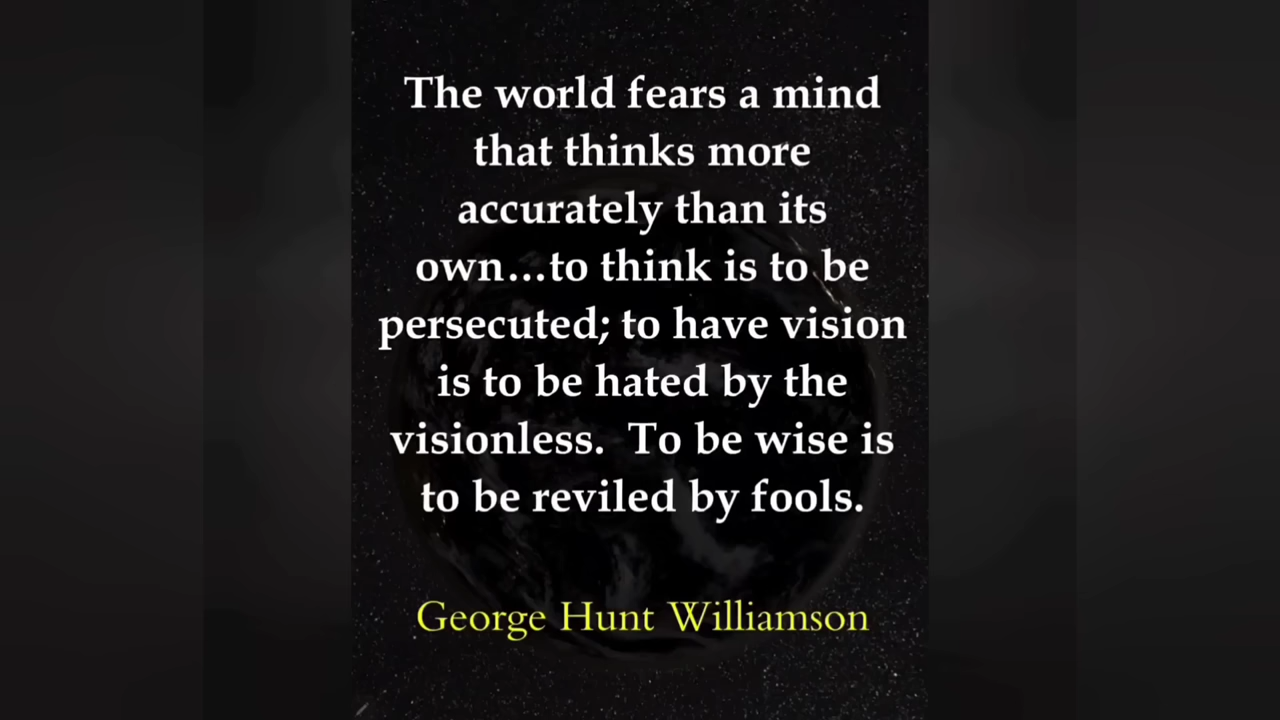 The world fears a mind
that thinks more
accurately than its
own...to think is to be
persecuted; to have vision
is to be hated by the
visionless.  To be wise is
to be reviled by fools.
George Hunt Williamson